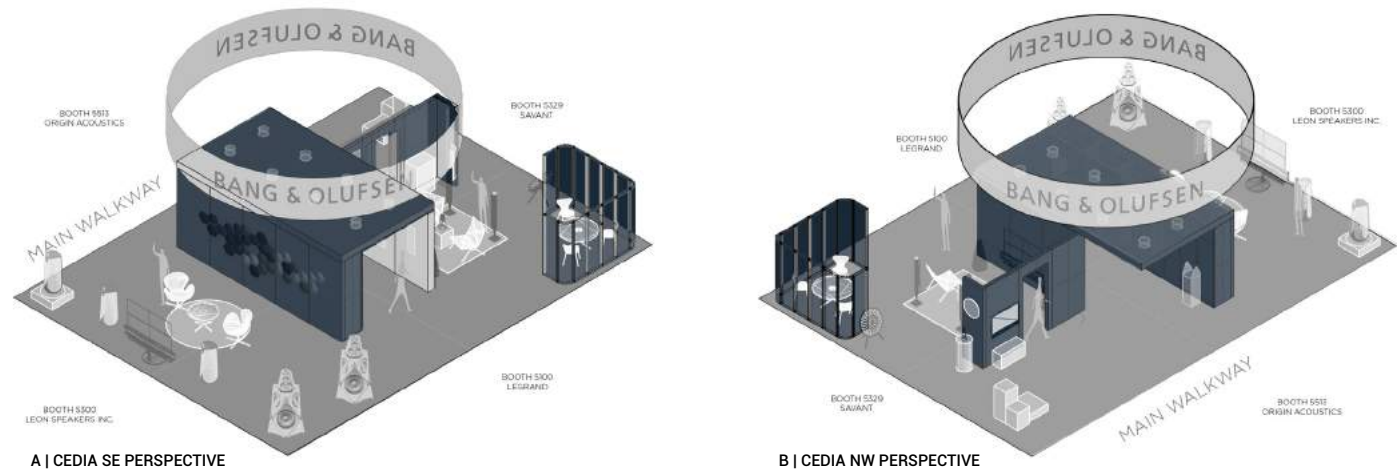 BANG & OLUFSEN
BOOTH 5513
ORIGIN ACOUSTICS
BOOTH 5329
SAVANT
BANG & OLUFSEN
MAIN WALKWAY
BOOTH 5100
LEGRAND
BOOTH 5300
LEON SPEAKERS INC.
A | CEDIA SE PERSPECTIVE
BANG & OLUFSEN
BOOTH 5300
LEON SPEAKERS INC.
BOOTH 5100
LEGRAND
BANG & OLUFSEN
BOOTH 5329
SAVANT
MAIN WALKWAY
BOOTH 5513
ORIGIN ACOUSTICS
B | CEDIA NW PERSPECTIVE